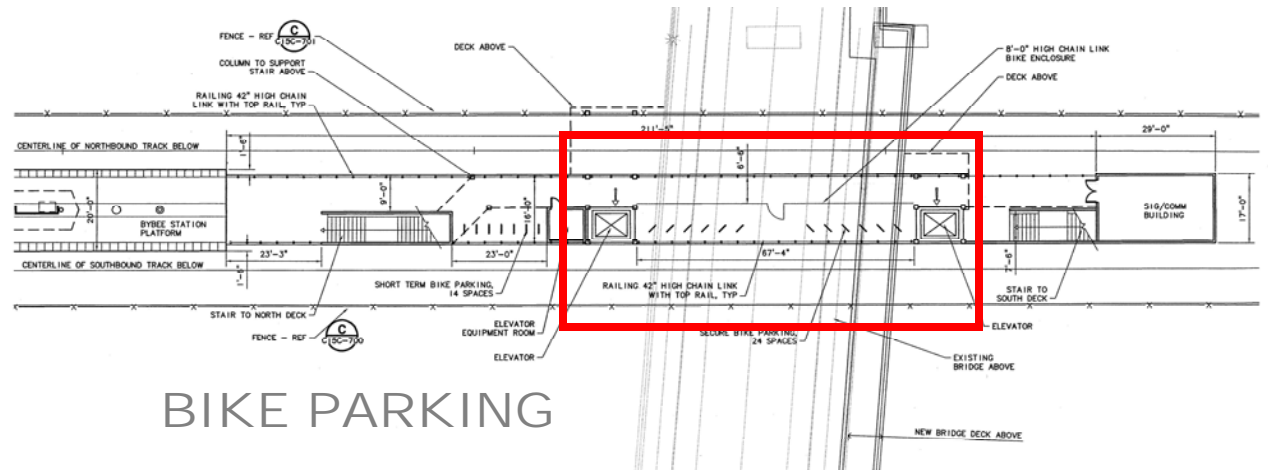 FENCE - REF
C
C15C-701
COLUMN TO SUPPORT
STAIR ABOVE
RAILING 42" HIGH CHAIN
LINK WITH TOP RAIL, TYP
DECK ABOVE
8'-0" HIGH CHAIN LINK
BIKE ENCLOSURE
DECK ABOVE
211'-5"
29'-0"
CENTERLINE OF NORTHBOUND TRACK BELOW
1'-6"
6'-6"
20'-0"
9'-0"
16'-0"
17'-0"
BYBEE STATION
PLATFORM
SIG/COMM
BUILDING
23'-3"
23'-0"
67'-4"
7'-6"
CENTERLINE OF SOUTHBOUND TRACK BELOW
1'-6"
SHORT TERM BIKE PARKING,
14 SPACES
RAILING 42" HIGH CHAIN LINK
WITH TOP RAIL, TYP
STAIR TO
SOUTH DECK
STAIR TO NORTH DECK
FENCE - REF
C
C15C-700
ELEVATOR
EQUIPMENT ROOM
ELEVATOR
SECURE BIKE PARKING,
24 SPACES
ELEVATOR
EXISTING
BRIDGE ABOVE
BIKE PARKING
NEW BRIDGE DECK ABOVE